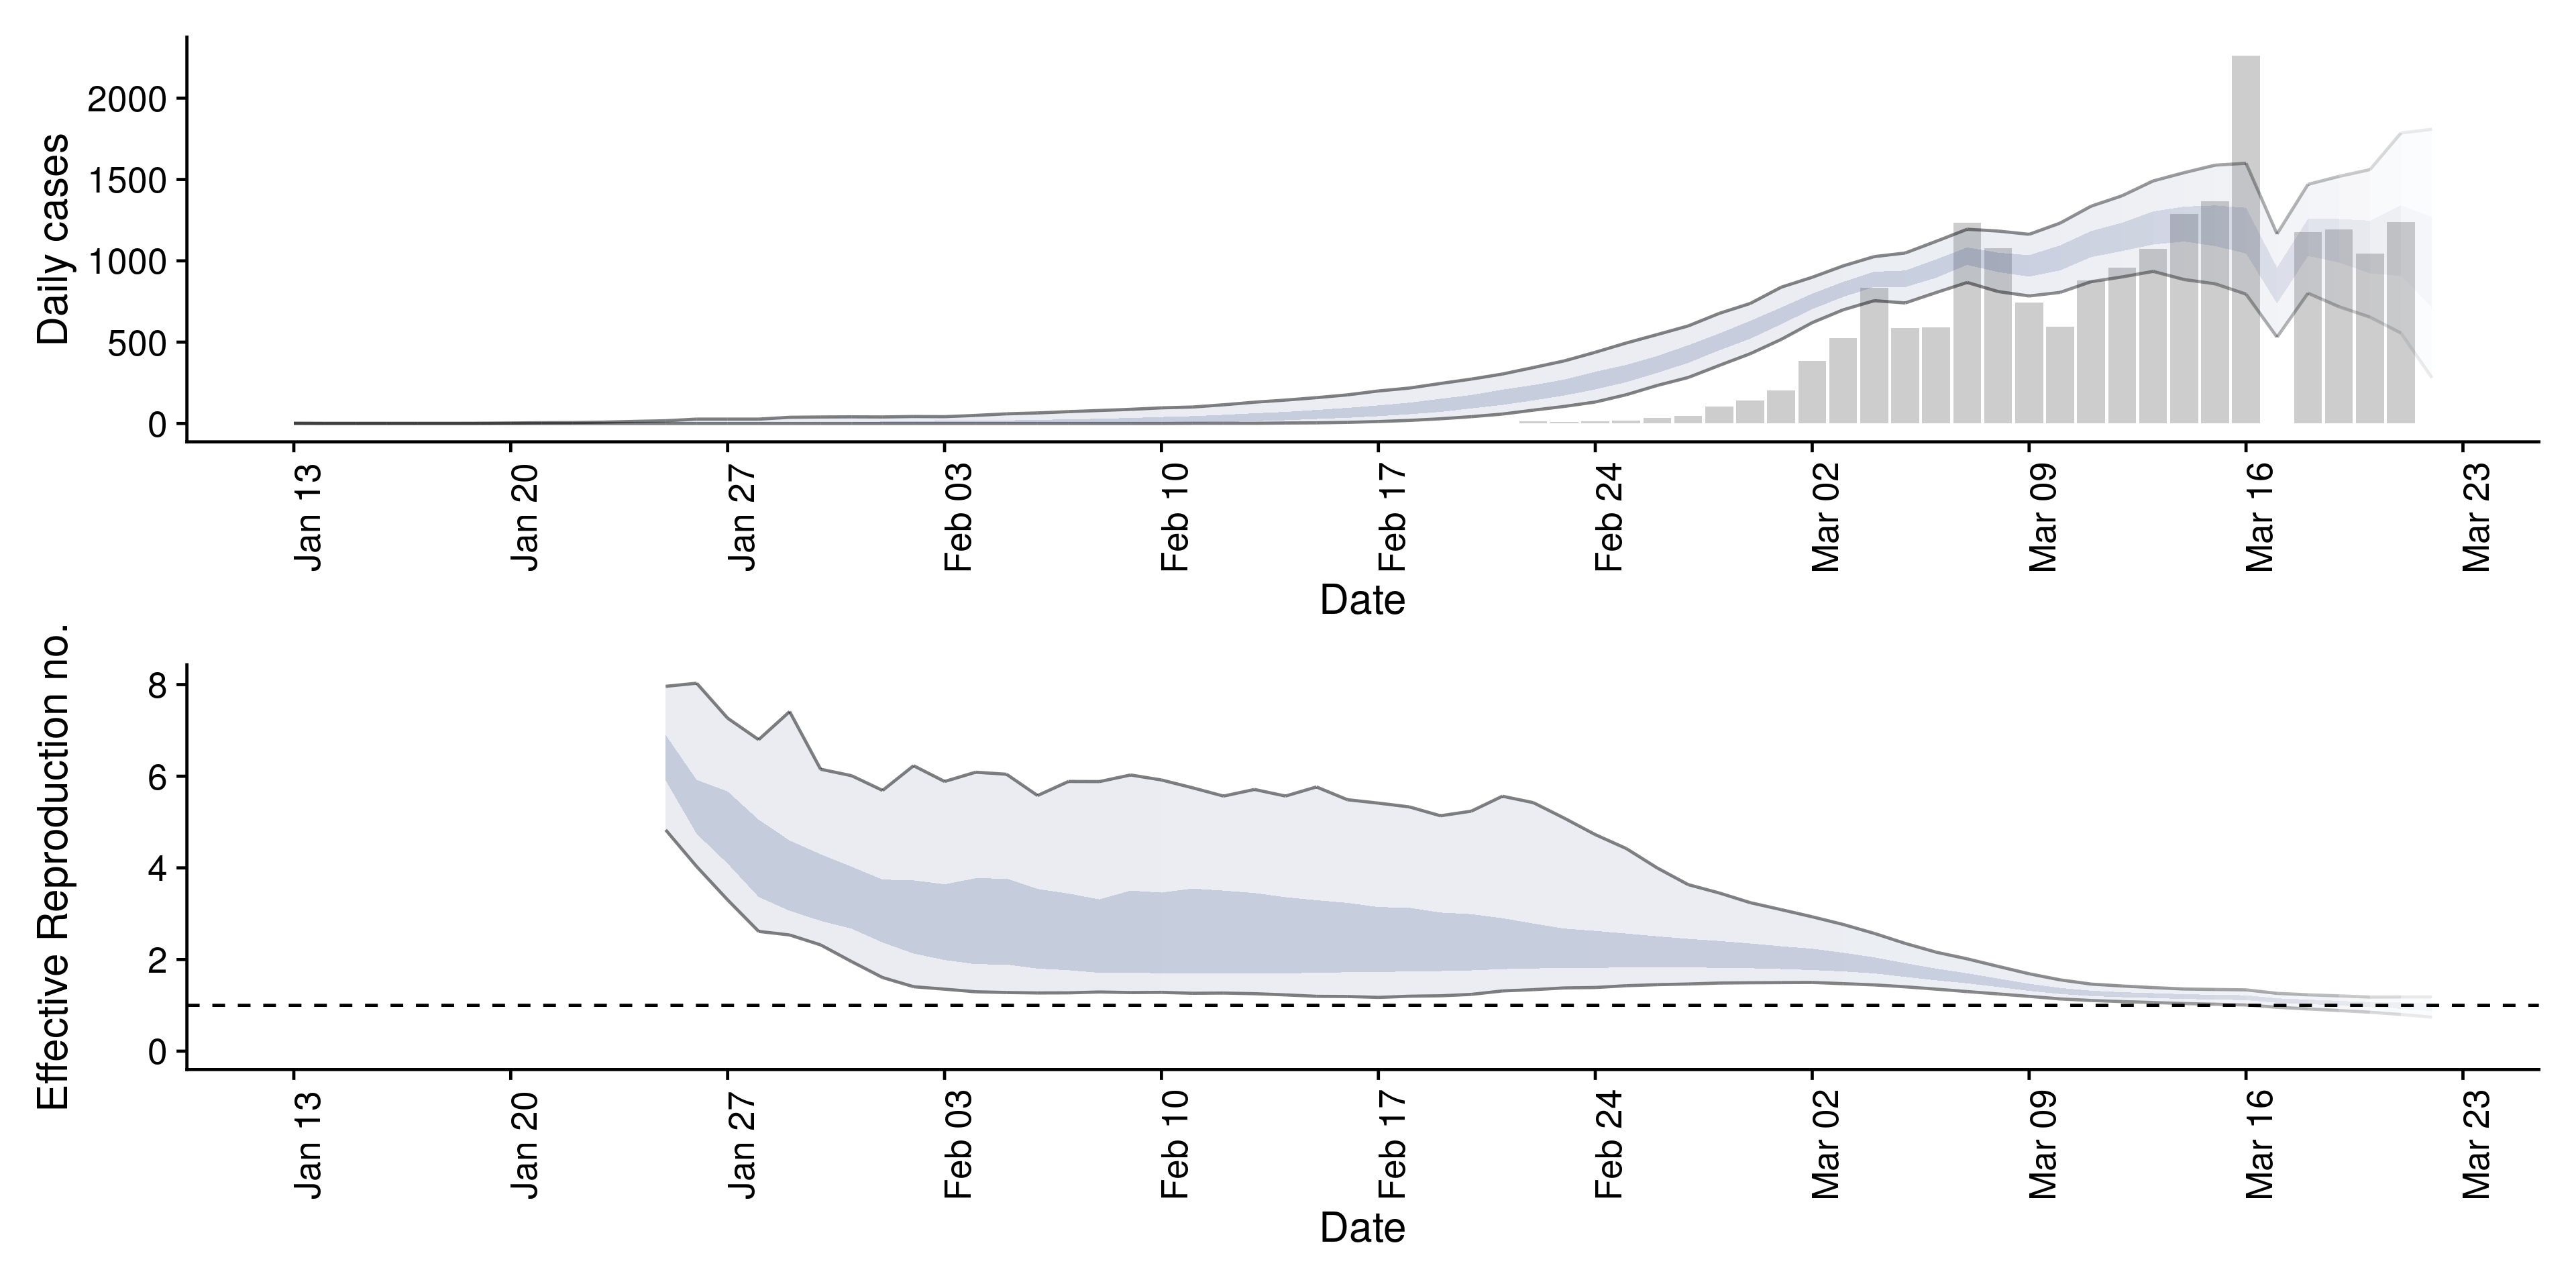 Daily cases
2000
1500
1000
500
0
Jan 13
Jan 20
Jan 27
Feb 03
Feb 10
Feb 17
Feb 24
Mar 02
Mar 09
Mar 16
Mar 23
Date
Effective Reproduction no.
8
6
4
2
0
Jan 13
Jan 20
Jan 27
Feb 03
Feb 10
Feb 17
Feb 24
Mar 02
Mar 09
Mar 16
Mar 23
Date